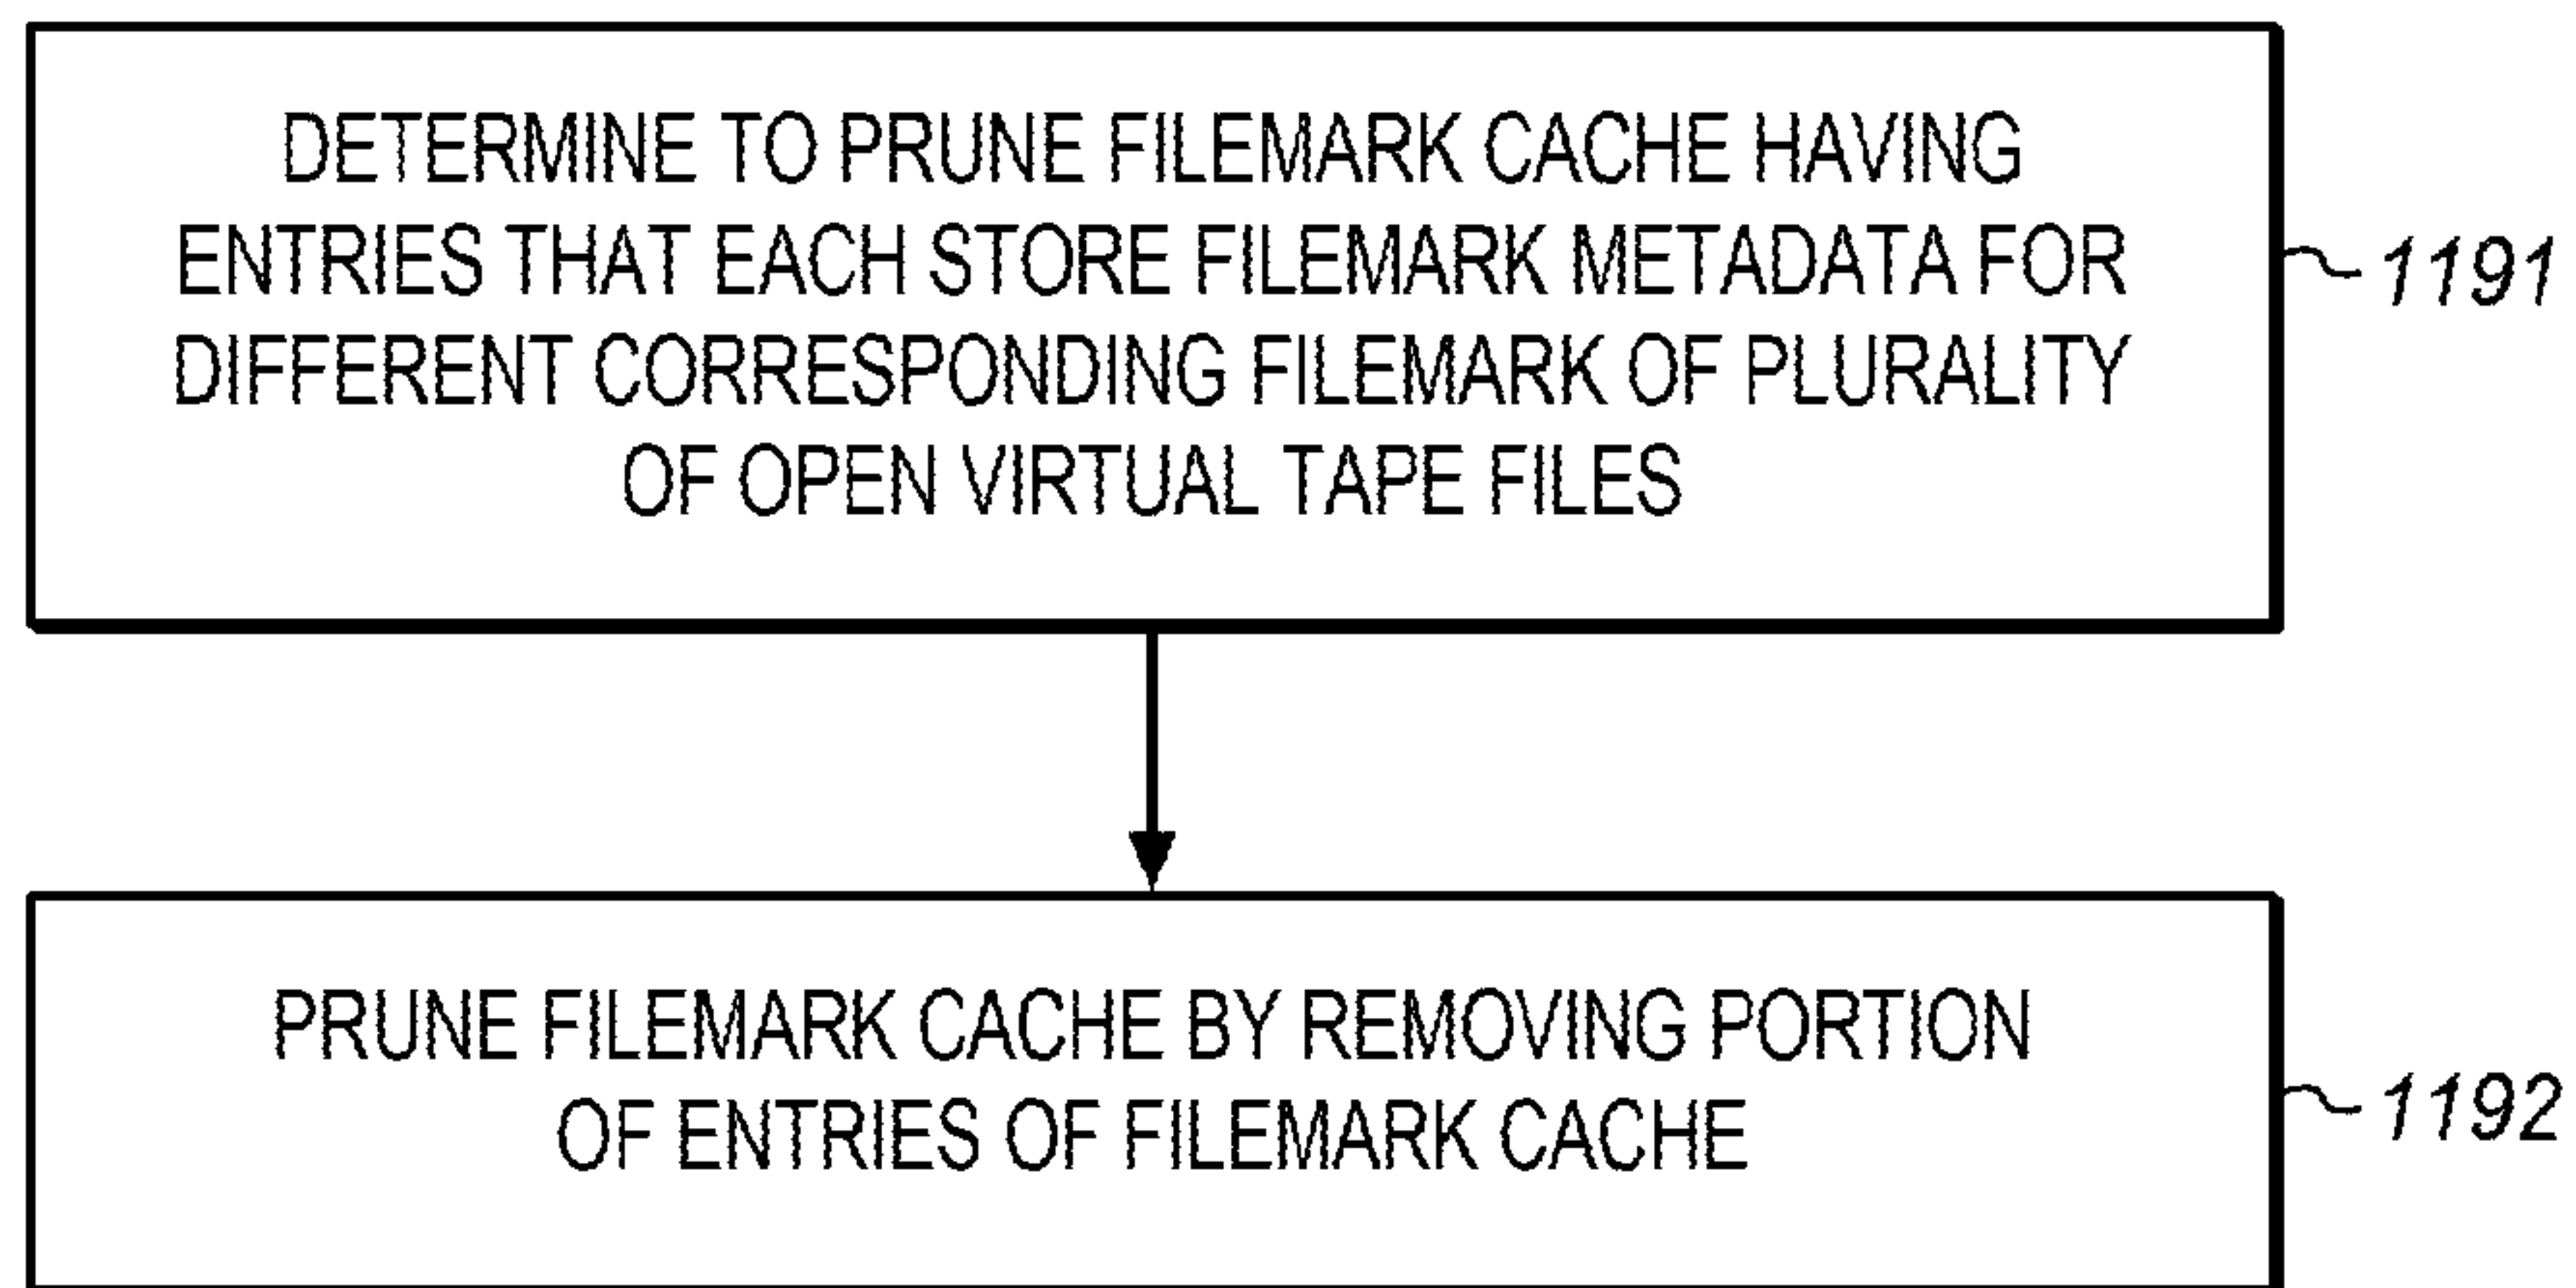 DETERMINE TO PRUNE FILEMARK CACHE HAVING
ENTRIES THAT EACH STORE FILEMARK METADATA FOR
DIFFERENT CORRESPONDING FILEMARK OF PLURALITY
OF OPEN VIRTUAL TAPE FILES
1191
PRUNE FILEMARK CACHE BY REMOVING PORTION
OF ENTRIES OF FILEMARK CACHE
1192